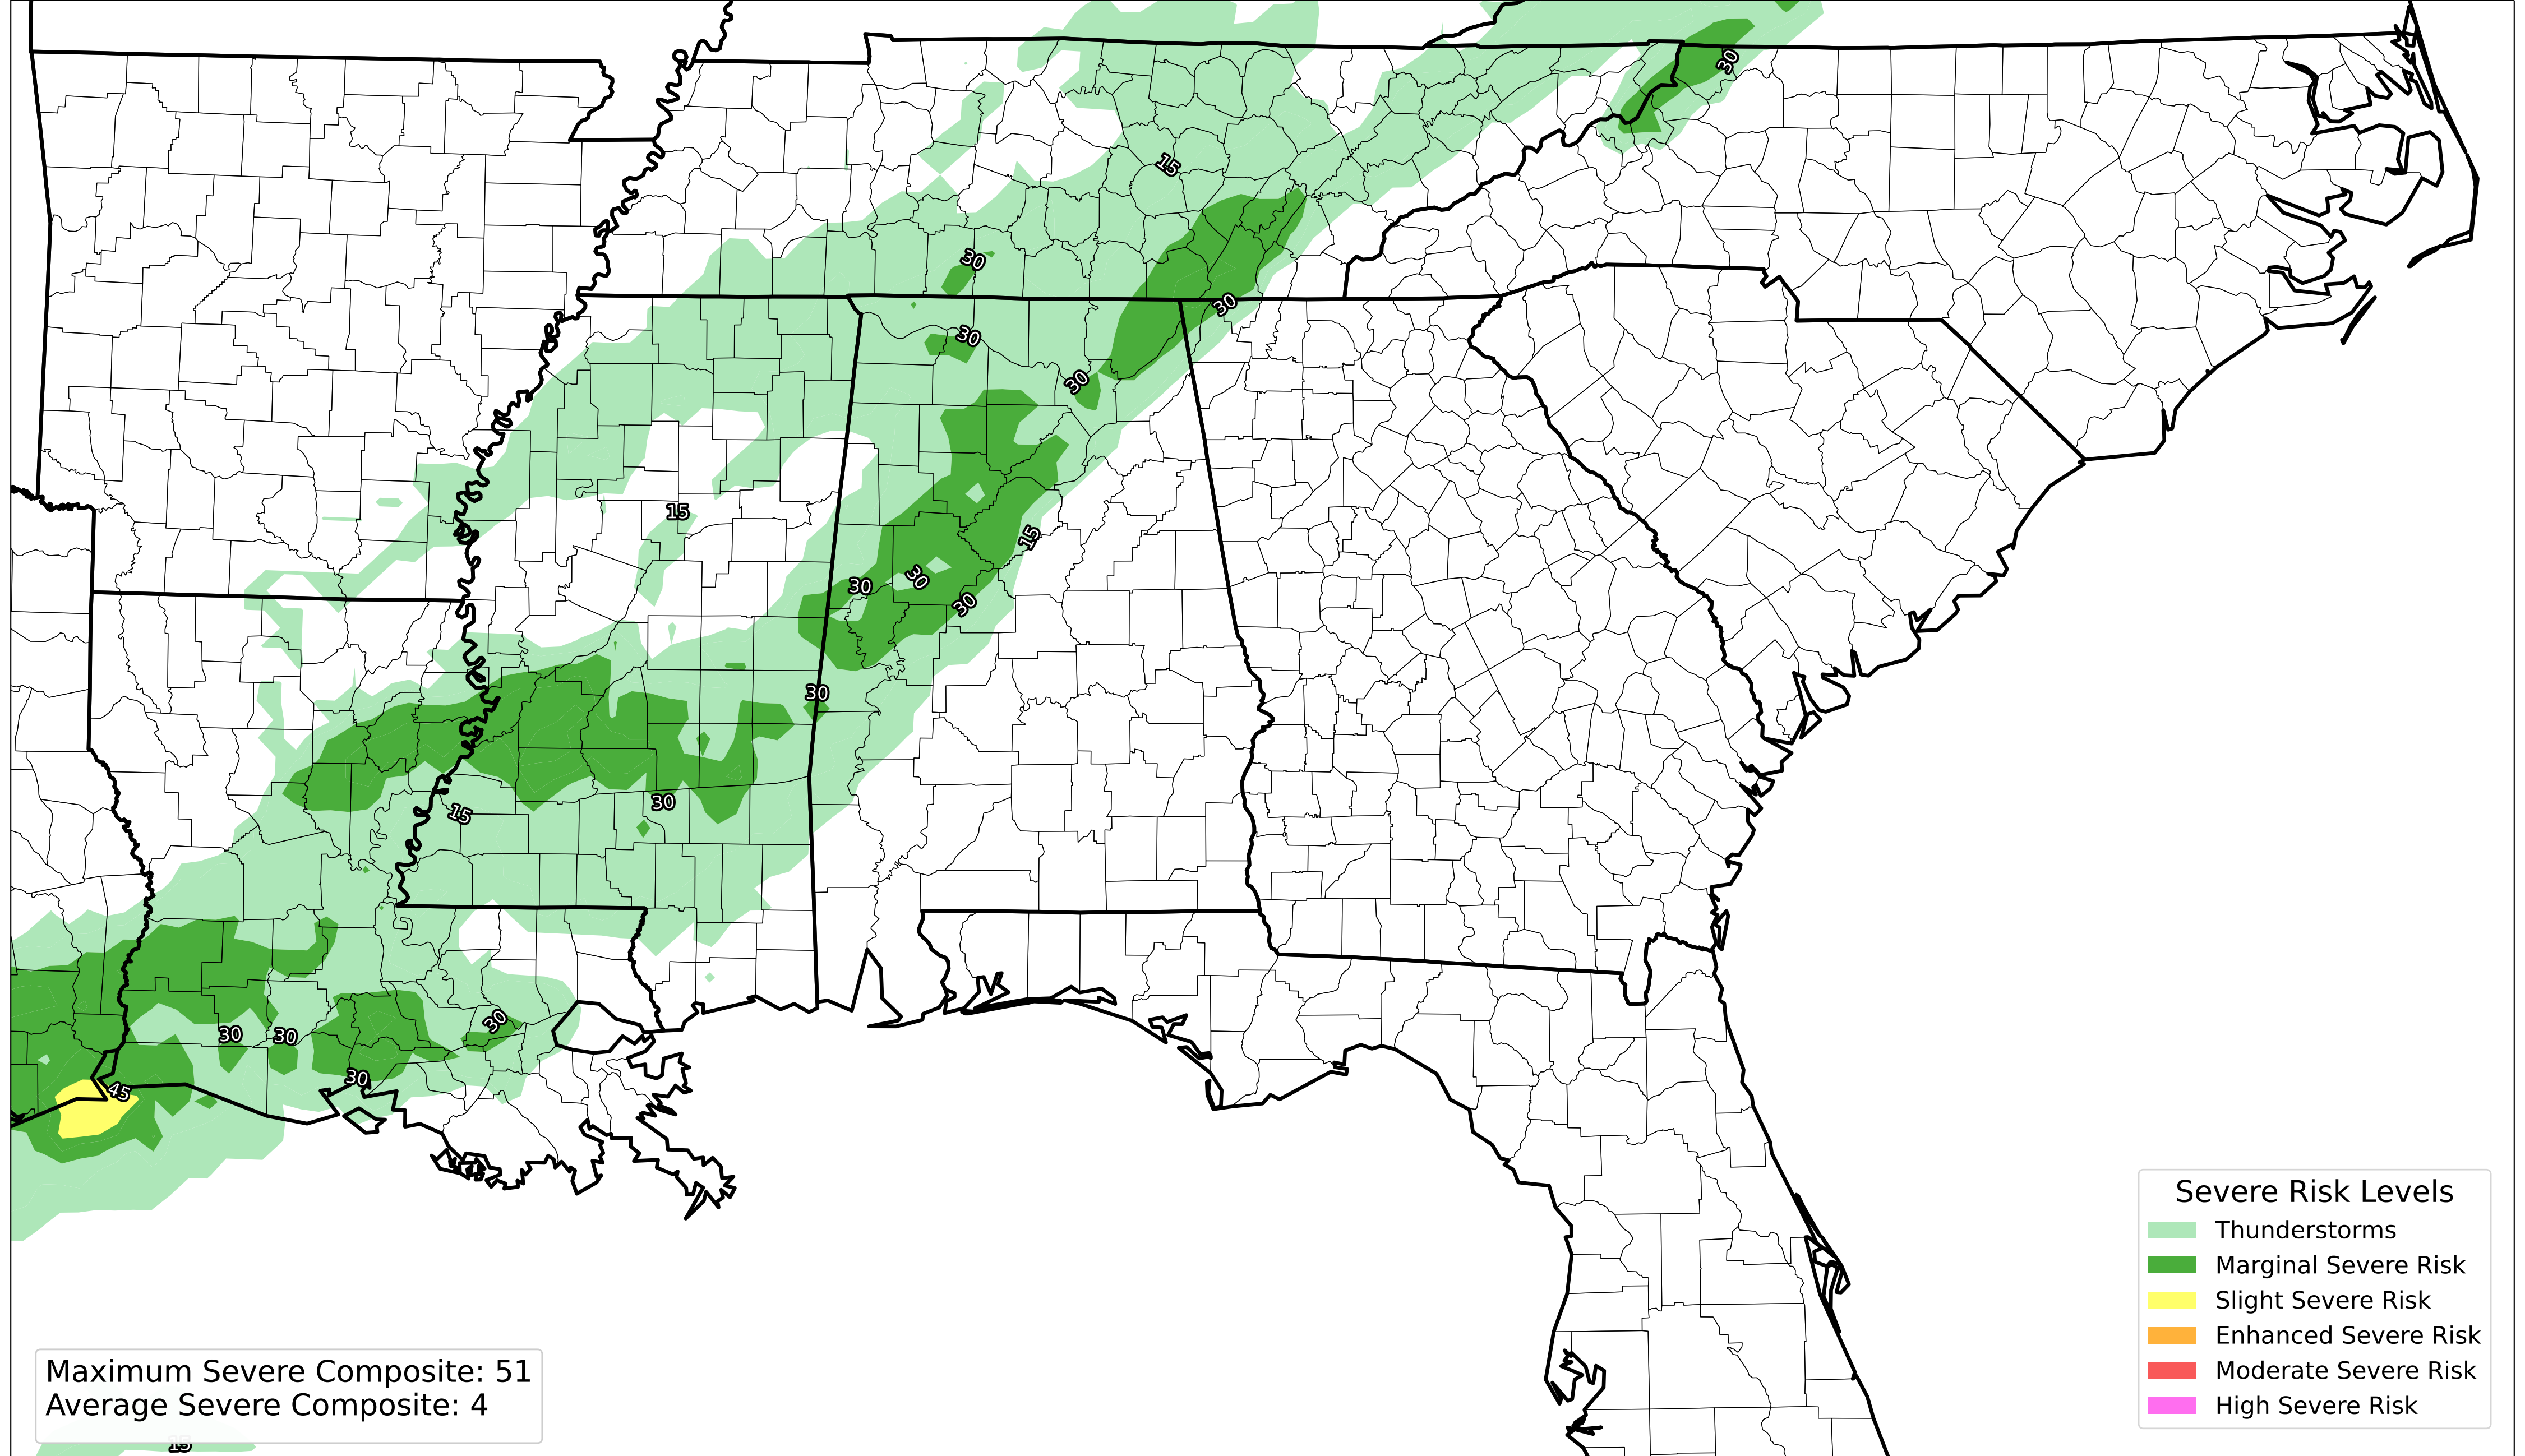 30
15
30
30
30
30
15
15
30
30
30
30
30
15
30
30
30
30
45
Severe Risk Levels
Thunderstorms
Marginal Severe Risk
Slight Severe Risk
Enhanced Severe Risk
Moderate Severe Risk
High Severe Risk
Maximum Severe Composite: 51
Average Severe Composite: 4
15